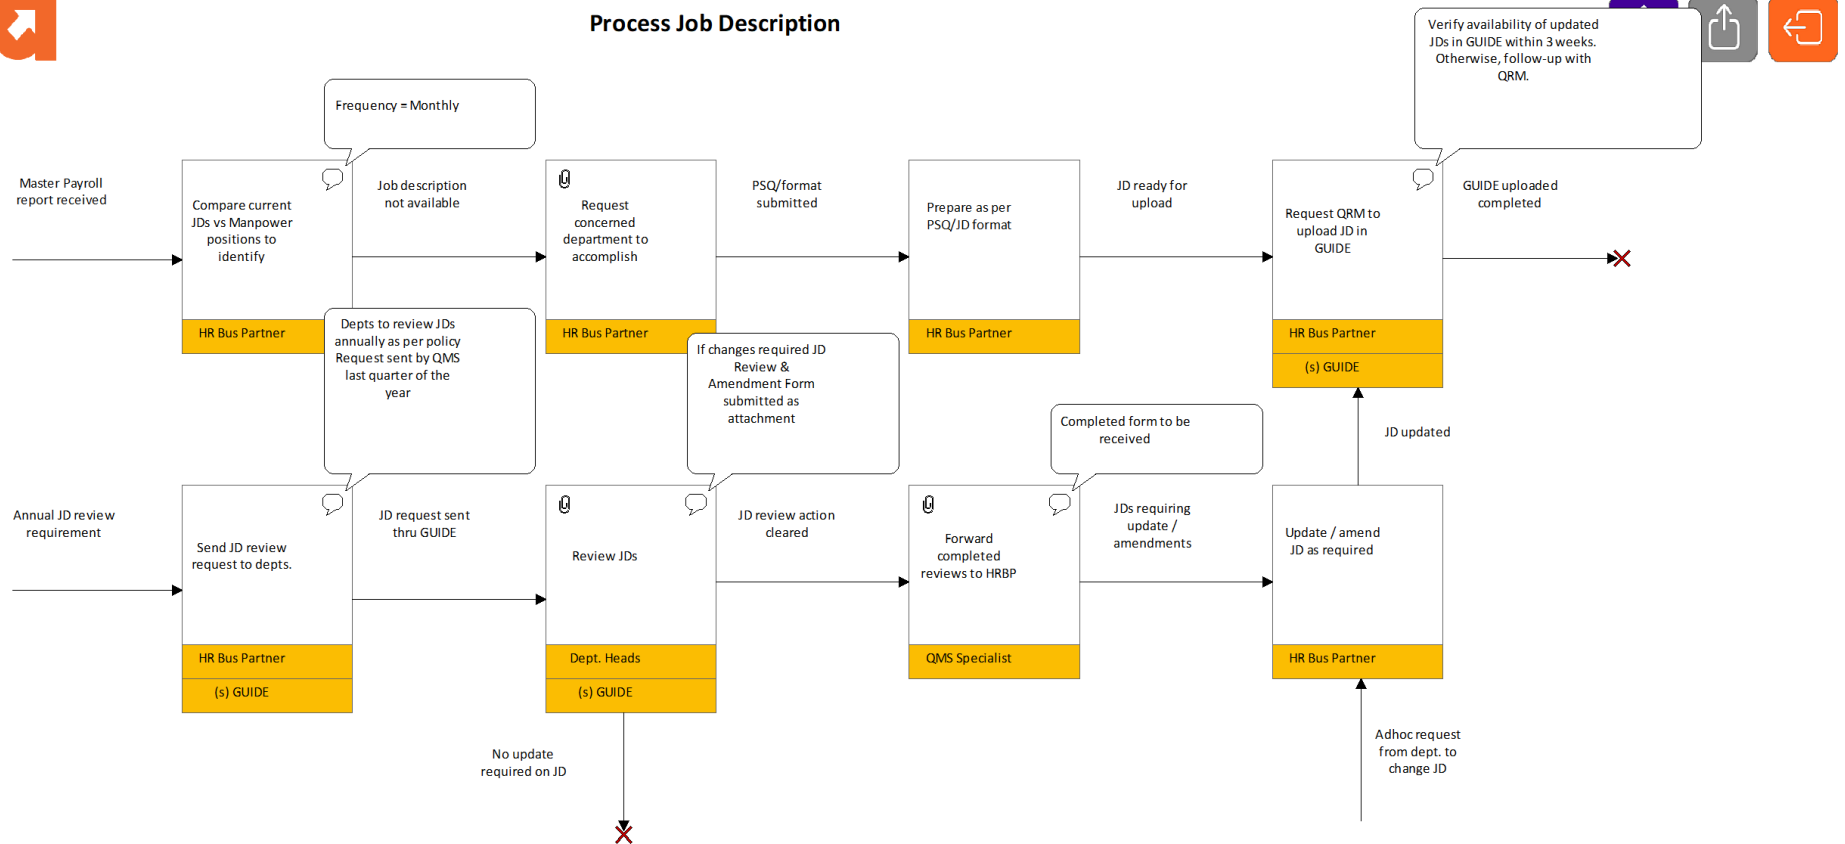 Process Job Description
Verify availability of updated
JDs in GUIDE within 3 weeks.
Otherwise, follow-up with
QRM.
Frequency = Monthly
Master Payroll
report received
Compare current
JDs vs Manpower
positions to
identify
HR Bus Partner
Job description
not available
Request
concerned
department to
accomplish
HR Bus Partner
PSQ/format
submitted
Prepare as per
PSQ/JD format
HR Bus Partner
JD ready for
upload
Request QRM to
upload JD in
GUIDE
HR Bus Partner
(s) GUIDE
GUIDE uploaded
completed
Depts to review JDs
annually as per policy
Request sent by QMS
last quarter of the
year
If changes required JD
Review &
Amendment Form
submitted as
attachment
Completed form to be
received
JD updated
Annual JD review
requirement
Send JD review
request to depts.
HR Bus Partner
(s) GUIDE
JD request sent
thru GUIDE
Review JDs
Dept. Heads
(s) GUIDE
JD review action
cleared
Forward
completed
reviews to HRBP
QMS Specialist
JDs requiring
update /
amendments
Update / amend
JD as required
HR Bus Partner
No update
required on JD
Adhoc request
from dept. to
change JD